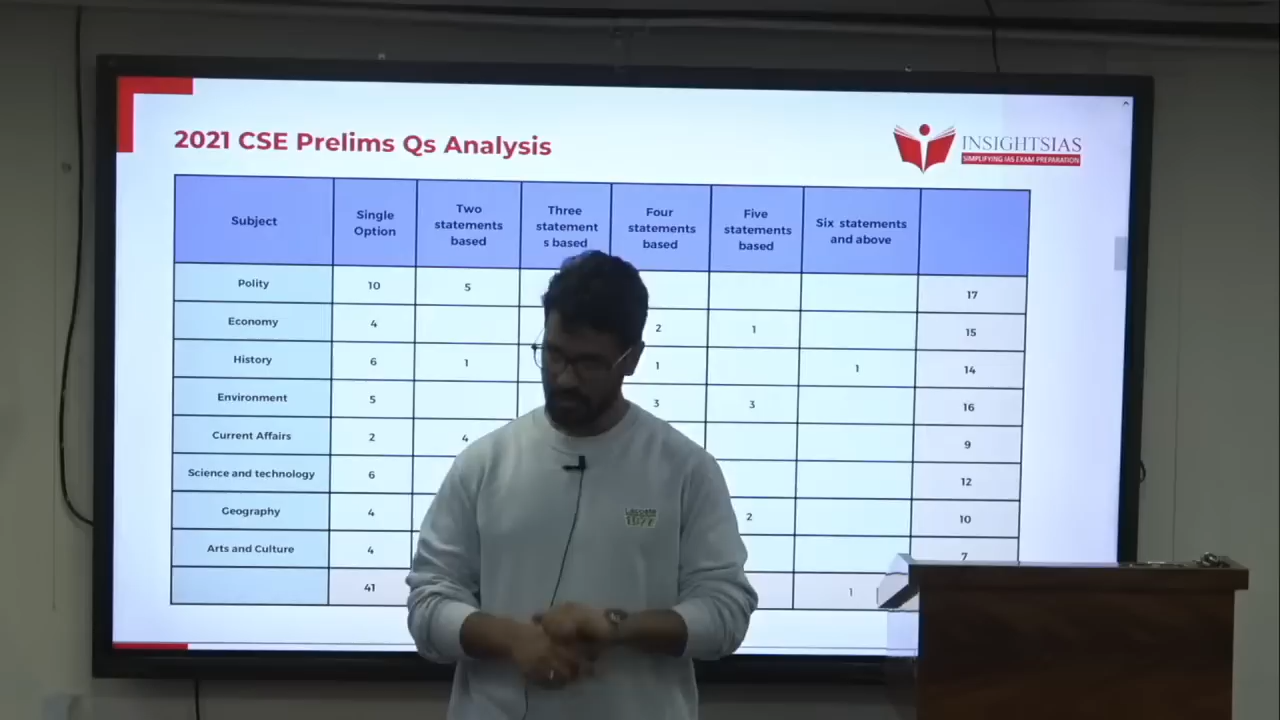 2021 CSE Prelims Qs Analysis
INSIGHTSIAS
SIMPLIFYING IAS EXAM PREPARATION
Subject Single Option Two statements based Three statement s based Four statements based Five statements based Six statements and above
Polity 10 5 17
Economy 4 2 1 15
History 6 1 1 1 14
Environment 5 3 3 16
Current Affairs 2 4 9
Science and technology 6 12
Geography 4 2 10
Arts and Culture 4 7
41 1
1977